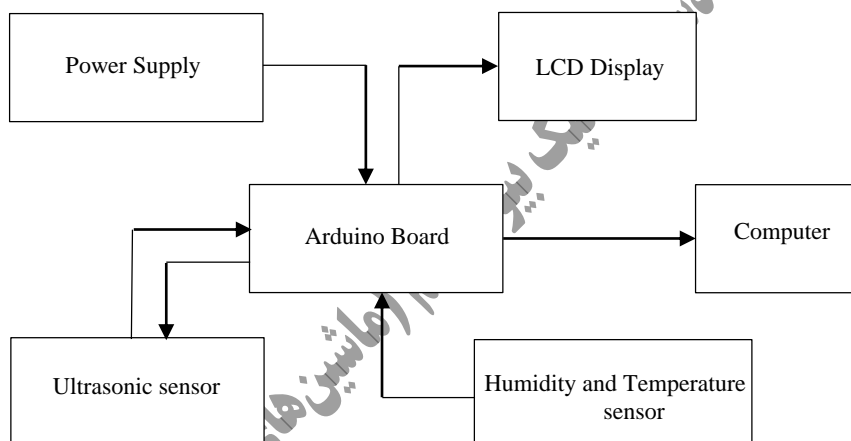 Power Supply
LCD Display
Arduino Board
Computer
Ultrasonic sensor
Humidity and Temperature
sensor